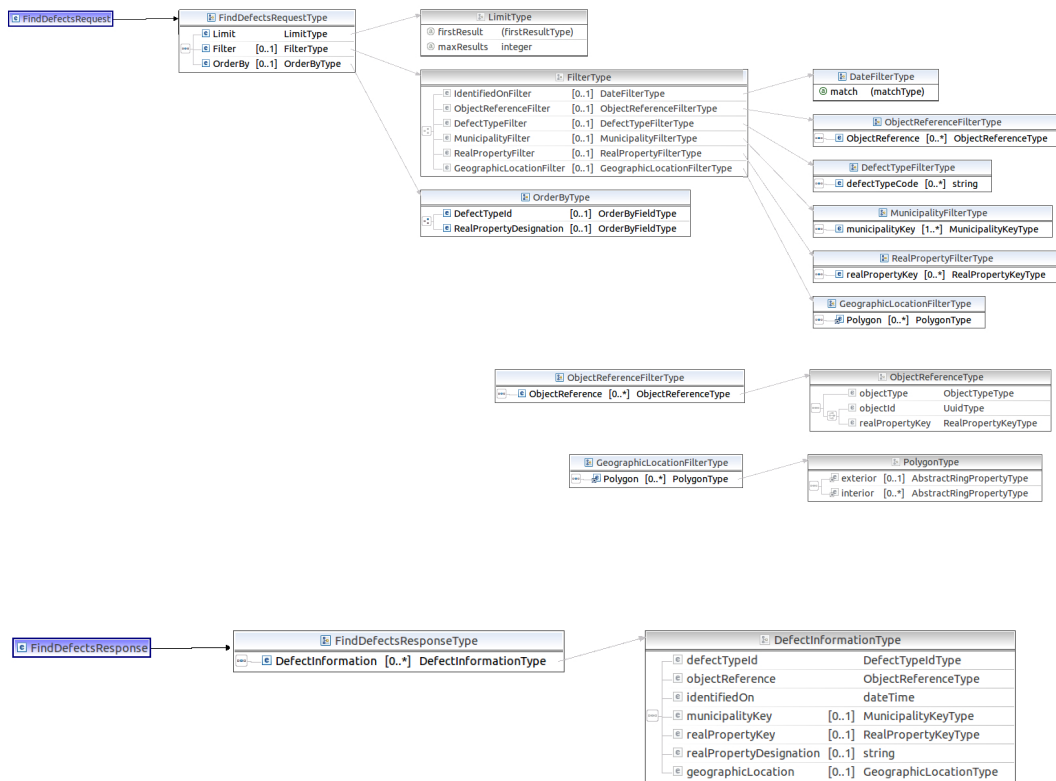 FindDefectsRequest
FindDefectsRequestType
Limit LimitType
Filter [0..1] FilterType
OrderBy [0..1] OrderByType
LimitType
firstResult (firstResultType)
maxResults integer
FilterType
IdentifiedOnFilter [0..1] DateFilterType
ObjectReferenceFilter [0..1] ObjectReferenceFilterType
DefectTypeFilter [0..1] DefectTypeFilterType
MunicipalityFilter [0..1] MunicipalityFilterType
RealPropertyFilter [0..1] RealPropertyFilterType
GeographicLocationFilter [0..1] GeographicLocationFilterType
OrderByType
DefectTypeId [0..1] OrderByFieldType
RealPropertyDesignation [0..1] OrderByFieldType
DateFilterType
match (matchType)
ObjectReferenceFilterType
ObjectReference [0..*] ObjectReferenceType
DefectTypeFilterType
defectTypeCode [0..*] string
MunicipalityFilterType
municipalityKey [1..*] MunicipalityKeyType
RealPropertyFilterType
realPropertyKey [0..*] RealPropertyKeyType
GeographicLocationFilterType
Polygon [0..*] PolygonType
ObjectReferenceFilterType
ObjectReference [0..*] ObjectReferenceType
ObjectReferenceType
objectType ObjectTypeType
objectId UuidType
realPropertyKey RealPropertyKeyType
GeographicLocationFilterType
Polygon [0..*] PolygonType
PolygonType
exterior [0..1] AbstractRingPropertyType
interior [0..*] AbstractRingPropertyType
FindDefectsResponse
FindDefectsResponseType
DefectInformation [0..*] DefectInformationType
DefectInformationType
defectTypeId DefectTypeIdType
objectReference ObjectReferenceType
identifiedOn dateTime
municipalityKey [0..1] MunicipalityKeyType
realPropertyKey [0..1] RealPropertyKeyType
realPropertyDesignation [0..1] string
geographicLocation [0..1] GeographicLocationType